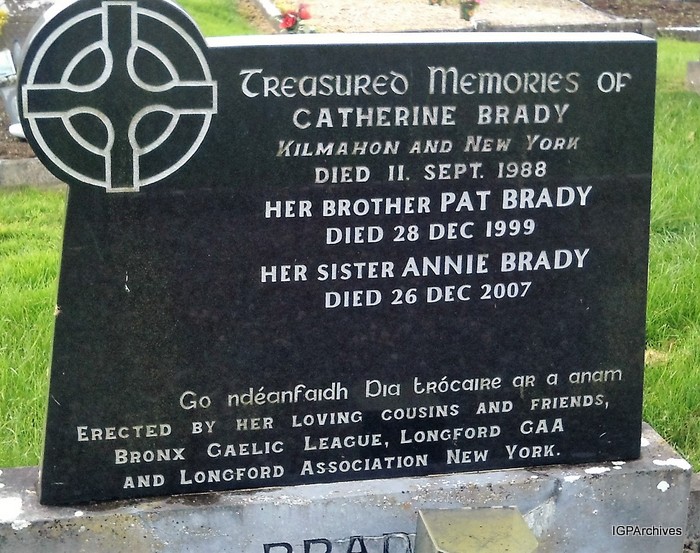 Treasured Memories of
CATHERINE BRADY
KILMAHON AND NEW YORK
DIED 11. SEPT. 1988
HER BROTHER PAT BRADY
DIED 28 DEC 1999
HER SISTER ANNIE BRADY
DIED 26 DEC 2007
Go ndéanfaidh Dia trócaire ar a anam
ERECTED BY HER LOVING COUSINS AND FRIENDS,
BRONX GAELIC LEAGUE, LONGFORD GAA
AND LONGFORD ASSOCIATION NEW YORK.
IGPArchives